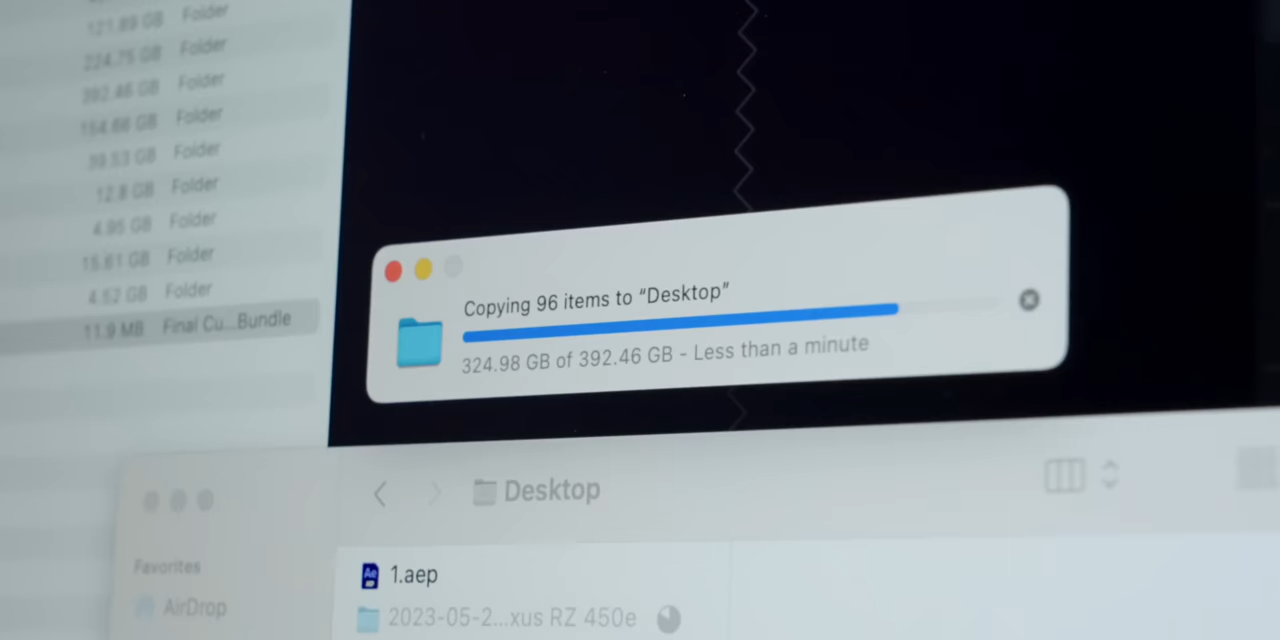 121.89 GB Folder
224.75 GB Folder
392.46 GB Folder
154.66 GB Folder
39.53 GB Folder
12.8 GB Folder
4.95 GB Folder
15.61 GB Folder
4.52 GB Folder
11.9 MB Final Cu...Bundle
Copying 96 items to “Desktop”
324.98 GB of 392.46 GB - Less than a minute
Desktop
Favorites
1.aep
Ae
AirDrop
2023-05-2...xus RZ 450e